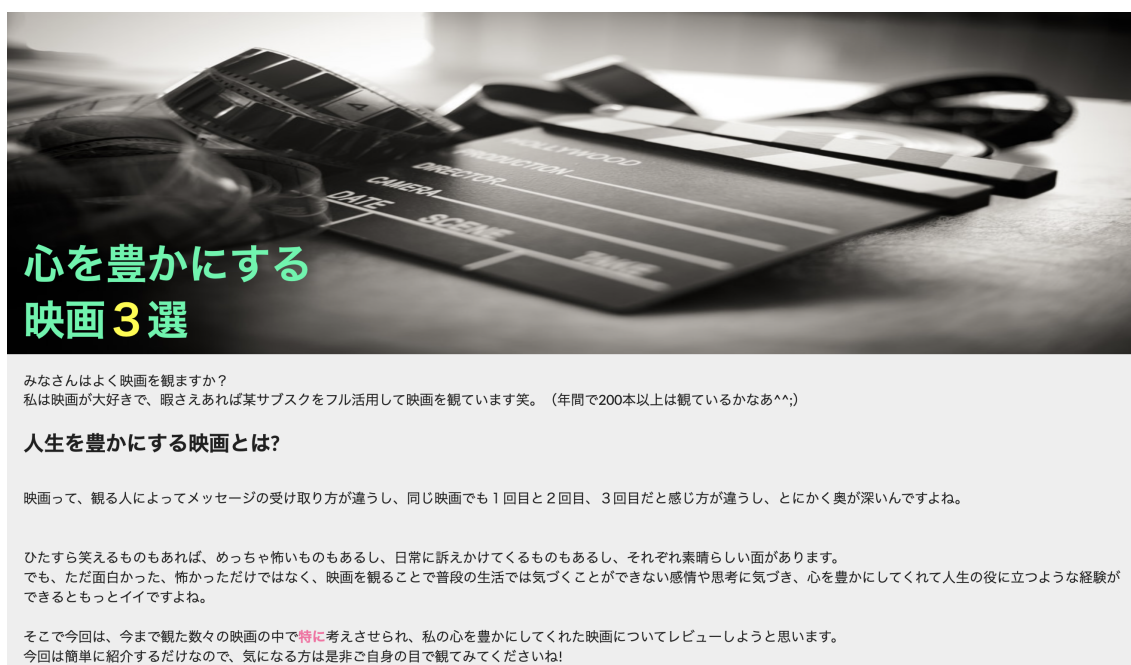 HOLLYWOOD
PRODUCTION
DIRECTOR
CAMERA
DATE
SCENE
TAKE
心を豊かにする
映画3選
みなさんはよく映画を観ますか？
私は映画が大好きで、暇さえあれば某サブスクをフル活用して映画を観ています笑。（年間で200本以上は観ているかなあ^^;）
人生を豊かにする映画とは?
映画って、観る人によってメッセージの受け取り方が違うし、同じ映画でも１回目と２回目、３回目だと感じ方が違うし、とにかく奥が深いんですよね。
ひたすら笑えるものもあれば、めっちゃ怖いものもあるし、日常に訴えかけてくるものもあるし、それぞれ素晴らしい面があります。
でも、ただ面白かった、怖かっただけではなく、映画を観ることで普段の生活では気づくことができない感情や思考に気づき、心を豊かにしてくれて人生の役に立つような経験が
できるともっとイイですよね。
そこで今回は、今まで観た数々の映画の中で特に考えさせられ、私の心を豊かにしてくれた映画についてレビューしようと思います。
今回は簡単に紹介するだけなので、気になる方は是非ご自身の目で観てみてくださいね!